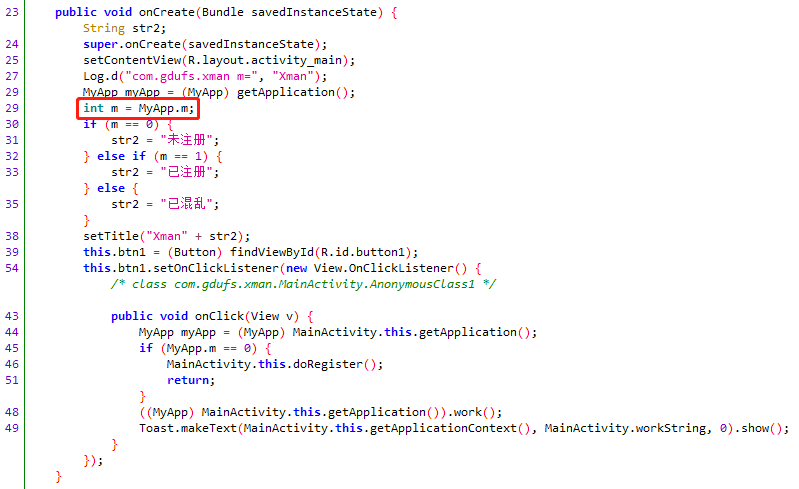 23 public void onCreate(Bundle savedInstanceState) {
String str2;
24 super.onCreate(savedInstanceState);
25 setContentView(R.layout.activity_main);
27 Log.d("com.gdufs.xman m=", "Xman");
29 MyApp myApp = (MyApp) getApplication();
29 int m = MyApp.m;
30 if (m == 0) {
31 str2 = "未注册";
32 } else if (m == 1) {
33 str2 = "已注册";
} else {
35 str2 = "已混乱";
}
38 setTitle("Xman" + str2);
39 this.btn1 = (Button) findViewById(R.id.button1);
54 this.btn1.setOnClickListener(new View.OnClickListener() {
/* class com.gdufs.xman.MainActivity.AnonymousClass1 */
43 public void onClick(View v) {
44 MyApp myApp = (MyApp) MainActivity.this.getApplication();
45 if (MyApp.m == 0) {
46 MainActivity.this.doRegister();
51 return;
}
48 ((MyApp) MainActivity.this.getApplication()).work();
49 Toast.makeText(MainActivity.this.getApplicationContext(), MainActivity.workString, 0).show();
}
});
}